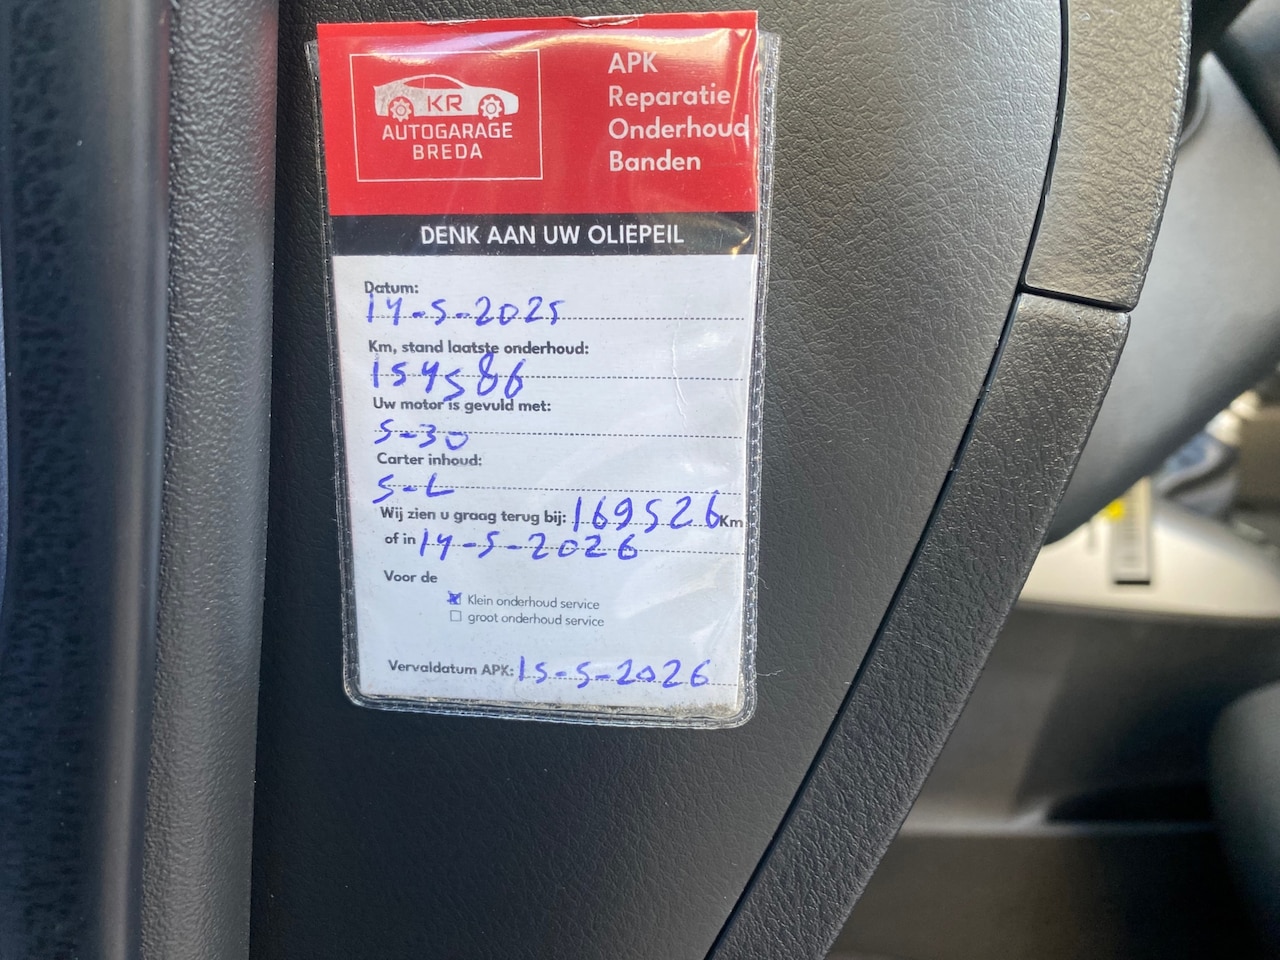 KR
AUTOGARAGE
BREDA
APK
Reparatie
Onderhoud
Banden
DENK AAN UW OLIEPEIL
Datum:
14-5-2025
Km, stand laatste onderhoud:
154586
Uw motor is gevuld met:
5-30
Carter inhoud:
5-L
Wij zien u graag terug bij: 169526 Km
of in 14-5-2026
Voor de
Klein onderhoud service
groot onderhoud service
Vervaldatum APK: 15-5-2026